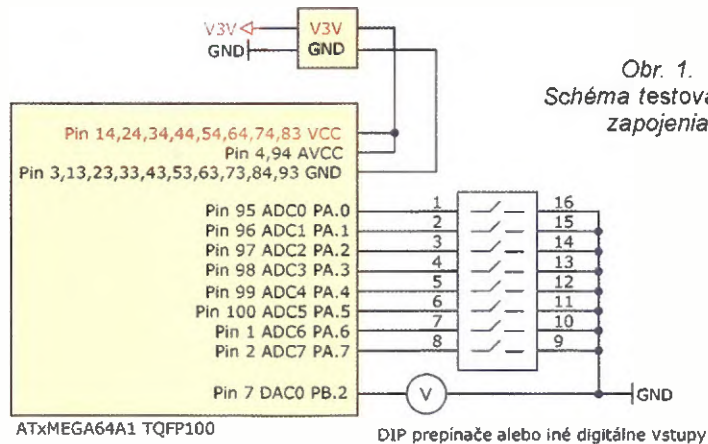 V3V V3V
GND GND
Obr. 1.
Schéma testova
zapojenia
Pin 14,24,34,44,54,64,74,83 VCC
Pin 4,94 AVCC
Pin 3,13,23,33,43,53,63,73,84,93 GND
Pin 95 ADC0 PA.0 1 16
Pin 96 ADC1 PA.1 2 15
Pin 97 ADC2 PA.2 3 14
Pin 98 ADC3 PA.3 4 13
Pin 99 ADC4 PA.4 5 12
Pin 100 ADC5 PA.5 6 11
Pin 1 ADC6 PA.6 7 10
Pin 2 ADC7 PA.7 8 9
Pin 7 DAC0 PB.2 V GND
ATxMEGA64A1 TQFP100
DIP prepínače alebo iné digitálne vstupy